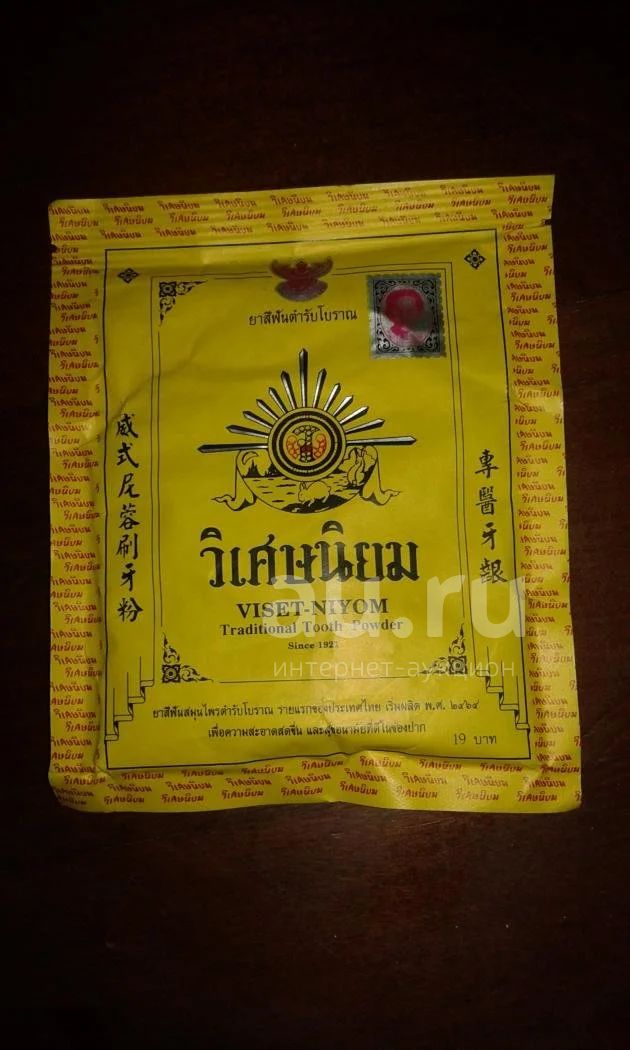 ยาสีฟันตำรับโบราณ
วิเศษนิยม
VISET-NIYOM
Traditional Tooth Powder
Since 1921
威式尼蓉刷牙粉
專醫牙齦
ยาสีฟันสมุนไพรตำรับโบราณ รายแรกของประเทศไทย เริ่มผลิต พ.ศ. ๒๔๖๔
เพื่อความสะอาดสดชื่น และสุขอนามัยที่ดีในช่องปาก
19 บาท
au.ru
интернет-аукцион